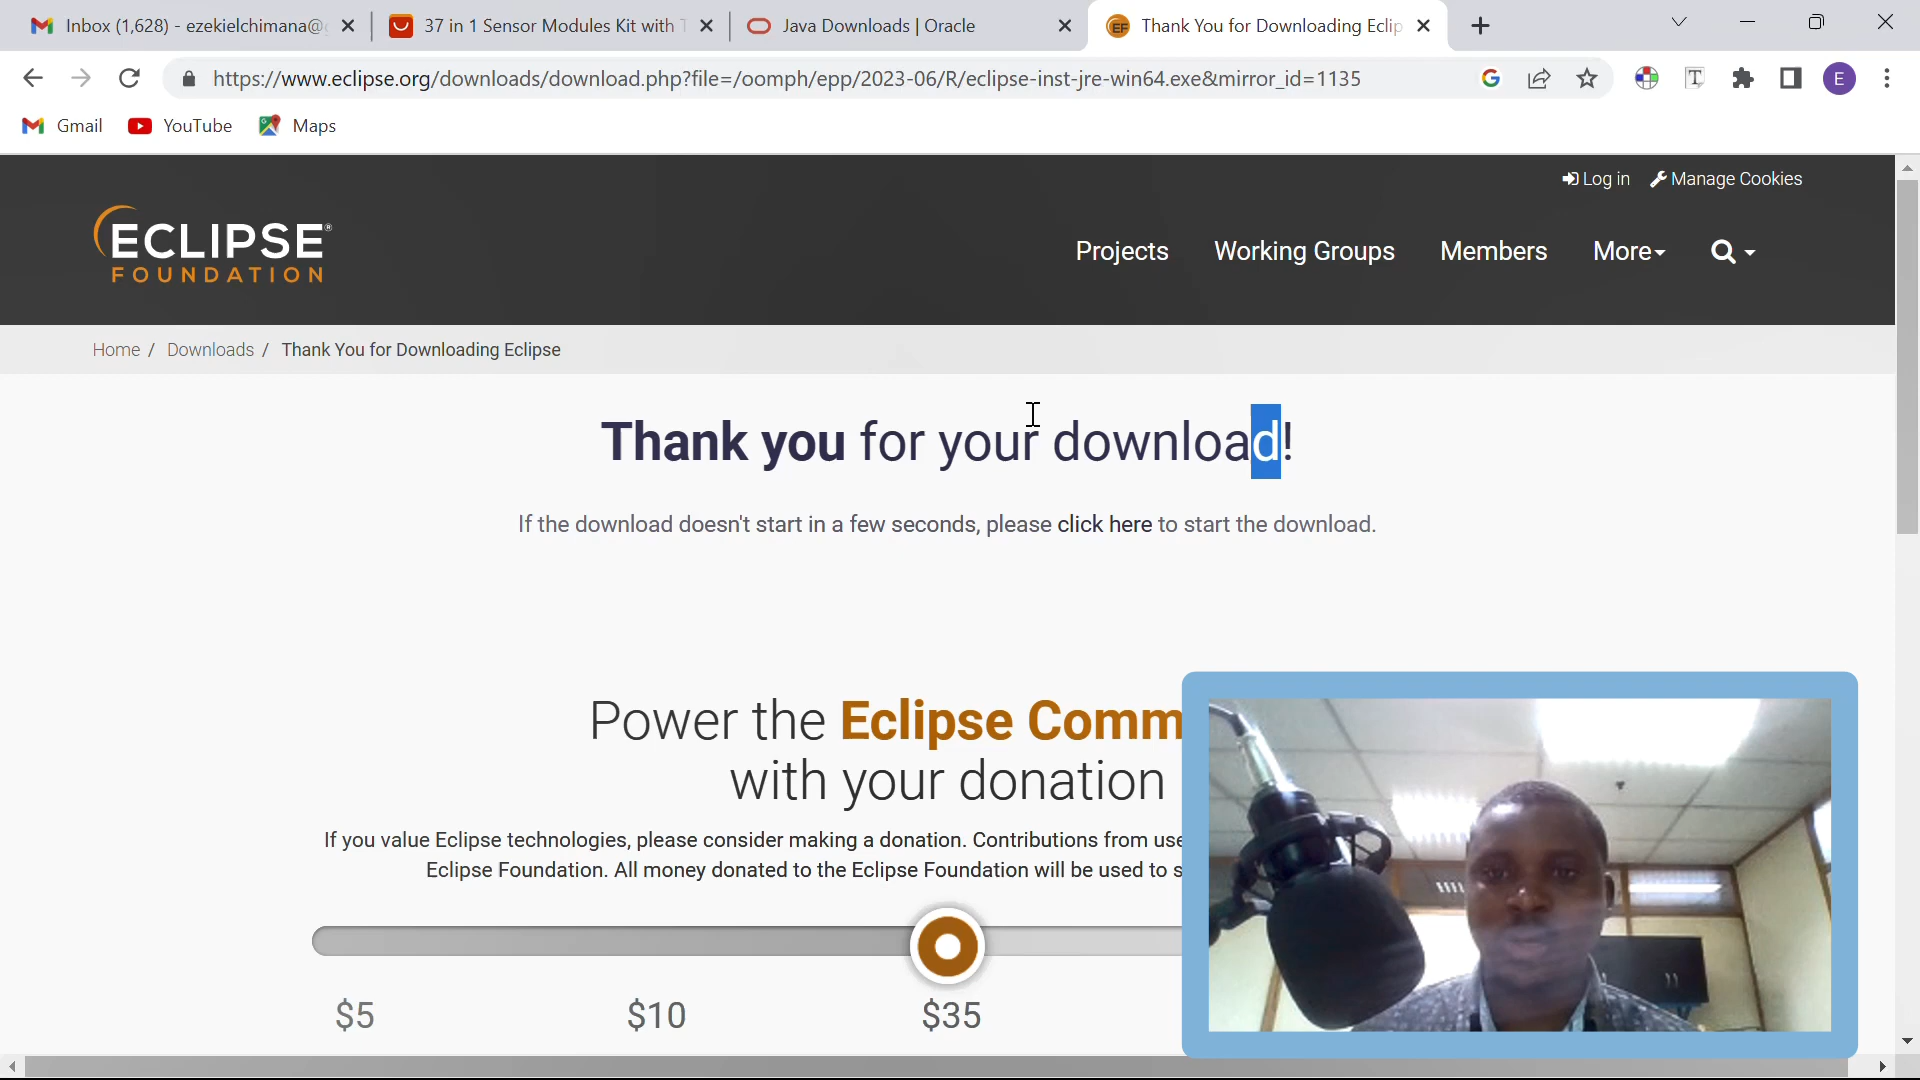 Inbox (1,628) - ezekielchimana@
37 in 1 Sensor Modules Kit with
Java Downloads | Oracle
Thank You for Downloading Eclip
https://www.eclipse.org/downloads/download.php?file=/oomph/epp/2023-06/R/eclipse-inst-jre-win64.exe&mirror_id=1135
E
Gmail
YouTube
Maps
Log in
Manage Cookies
ECLIPSE®
FOUNDATION
Projects
Working Groups
Members
More
Home / Downloads / Thank You for Downloading Eclipse
Thank you for your download!
If the download doesn't start in a few seconds, please click here to start the download.
Power the Eclipse Comm
with your donation
If you value Eclipse technologies, please consider making a donation. Contributions from use
Eclipse Foundation. All money donated to the Eclipse Foundation will be used to s
$5
$10
$35